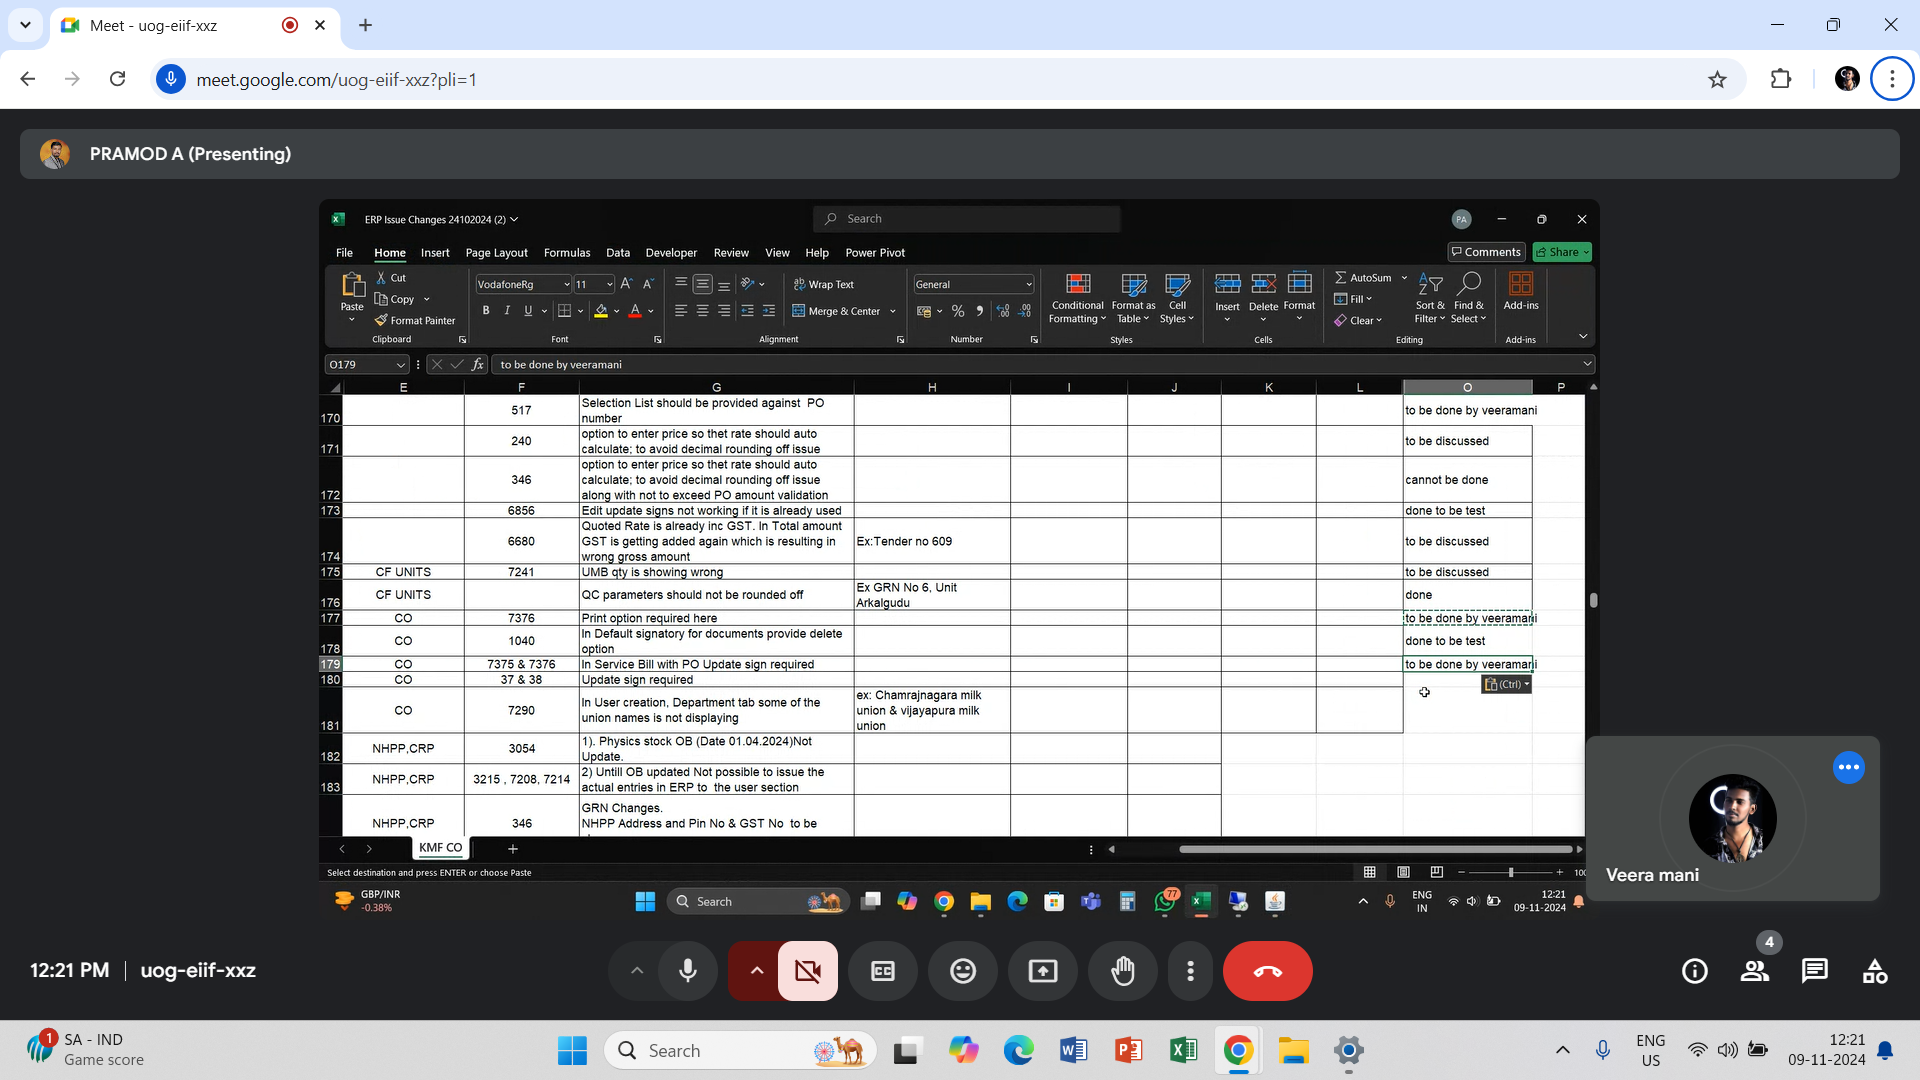 Meet - uog-eiif-xxz
meet.google.com/uog-eiif-xxz?pli=1
PRAMOD A (Presenting)
ERP Issue Changes 24102024 (2)
Search
PA
File Home Insert Page Layout Formulas Data Developer Review View Help Power Pivot
Comments
Share
Paste
Cut
Copy
Format Painter
Clipboard
VodafoneRg
11
B I U
Font
Wrap Text
Merge & Center
Alignment
General
Number
Conditional Formatting
Format as Table
Cell Styles
Styles
Insert
Delete
Format
Cells
AutoSum
Fill
Clear
Sort & Filter
Find & Select
Editing
Add-ins
Add-ins
O179
fx
to be done by veeramani
E F G H I J K L O P
170 517 Selection List should be provided against PO number to be done by veeramani
171 240 option to enter price so thet rate should auto calculate; to avoid decimal rounding off issue to be discussed
172 346 option to enter price so thet rate should auto calculate; to avoid decimal rounding off issue along with not to exceed PO amount validation cannot be done
173 6856 Edit update signs not working if it is already used done to be test
174 6680 Quoted Rate is already inc GST. In Total amount GST is getting added again which is resulting in wrong gross amount Ex:Tender no 609 to be discussed
175 CF UNITS 7241 UMB qty is showing wrong to be discussed
176 CF UNITS QC parameters should not be rounded off Ex GRN No 6, Unit Arkalgudu done
177 CO 7376 Print option required here to be done by veeramani
178 CO 1040 In Default signatory for documents provide delete option done to be test
179 CO 7375 & 7376 In Service Bill with PO Update sign required to be done by veeramani
180 CO 37 & 38 Update sign required
(Ctrl)
181 CO 7290 In User creation, Department tab some of the union names is not displaying ex: Chamrajnagara milk union & vijayapura milk union
182 NHPP,CRP 3054 1). Physics stock OB (Date 01.04.2024)Not Update.
183 NHPP,CRP 3215 , 7208, 7214 2) Untill OB updated Not possible to issue the actual entries in ERP to the user section
NHPP,CRP 346 GRN Changes. NHPP Address and Pin No & GST No to be
KMF CO
Select destination and press ENTER or choose Paste
100
GBP/INR
-0.38%
Search
77
ENG
IN
12:21
09-11-2024
Veera mani
12:21 PM
uog-eiif-xxz
4
1
SA - IND
Game score
Search
ENG
US
12:21
09-11-2024